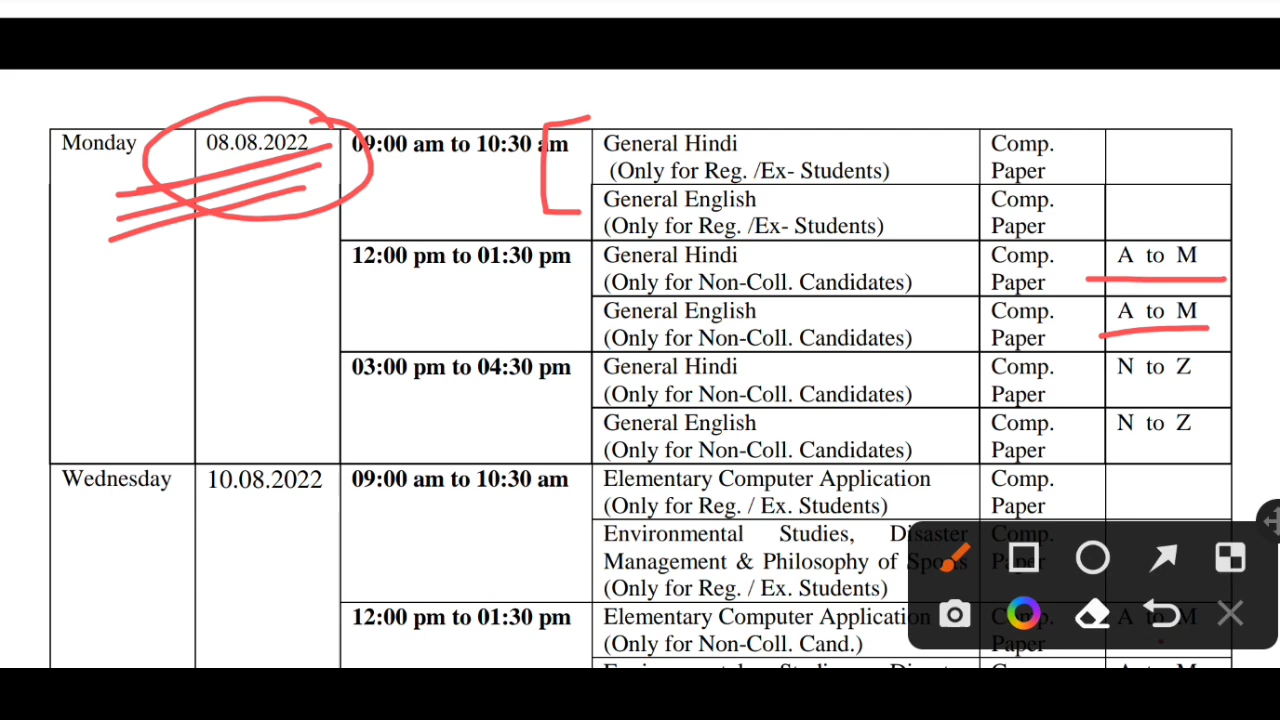 Monday 08.08.2022 09:00 am to 10:30 am General Hindi Comp.
(Only for Reg. /Ex- Students) Paper
General English Comp.
(Only for Reg. /Ex- Students) Paper
12:00 pm to 01:30 pm General Hindi Comp. A to M
(Only for Non-Coll. Candidates) Paper
General English Comp. A to M
(Only for Non-Coll. Candidates) Paper
03:00 pm to 04:30 pm General Hindi Comp. N to Z
(Only for Non-Coll. Candidates) Paper
General English Comp. N to Z
(Only for Non-Coll. Candidates) Paper
Wednesday 10.08.2022 09:00 am to 10:30 am Elementary Computer Application Comp.
(Only for Reg. / Ex. Students) Paper
Environmental Studies, Disaster Comp.
Management & Philosophy of Sports
(Only for Reg. / Ex. Students)
12:00 pm to 01:30 pm Elementary Computer Application Comp. A to M
(Only for Non-Coll. Cand.) Paper